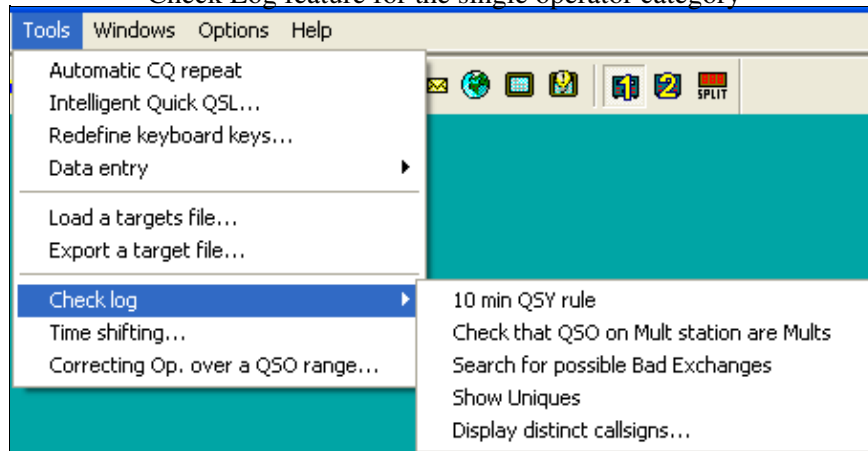 Check Log feature for the single operator category
Tools Windows Options Help
Automatic CQ repeat
Intelligent Quick QSL...
Redefine keyboard keys...
Data entry
Load a targets file...
Export a target file...
Check log
Time shifting...
Correcting Op. over a QSO range...
1 2 SPLIT
10 min QSY rule
Check that QSO on Mult station are Mults
Search for possible Bad Exchanges
Show Uniques
Display distinct callsigns...